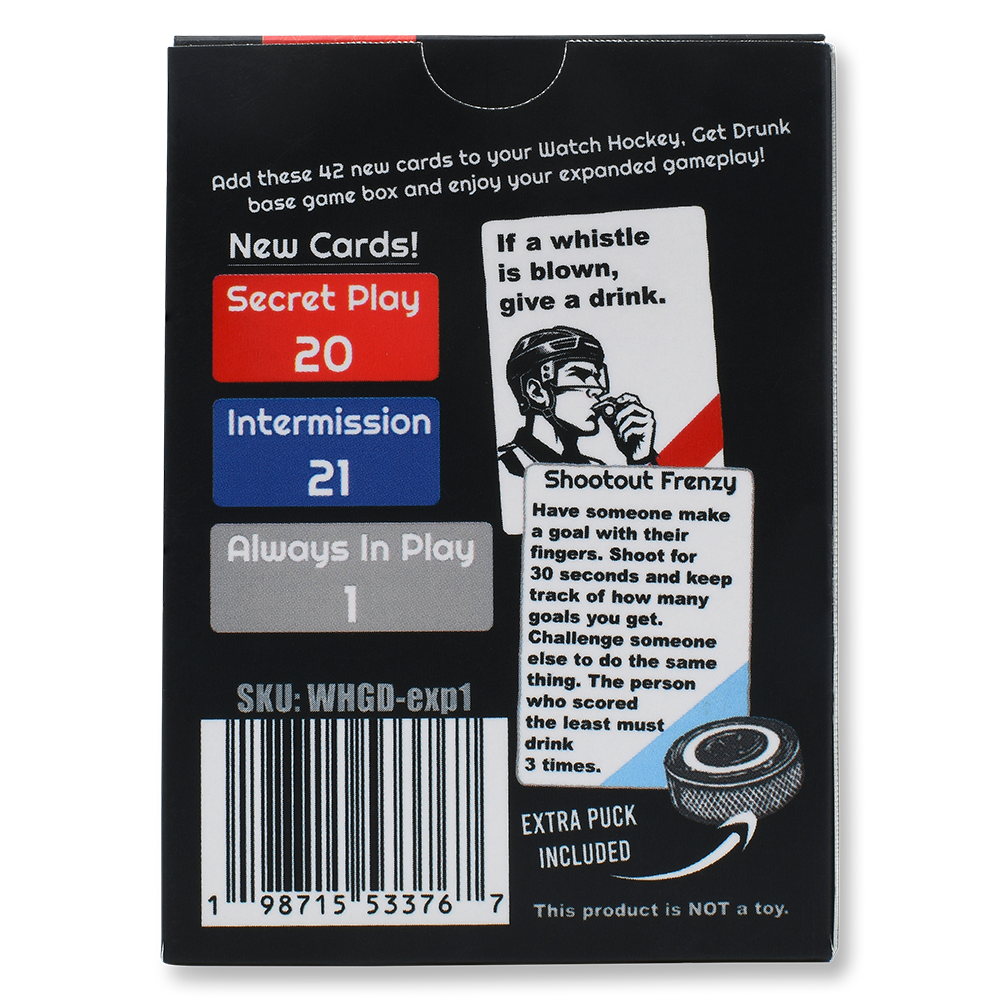 Add these 42 new cards to your Watch Hockey, Get Drunk
base game box and enjoy your expanded gameplay!
New Cards!
Secret Play
20
Intermission
21
Always In Play
1
If a whistle
is blown,
give a drink.
Shootout Frenzy
Have someone make
a goal with their
fingers. Shoot for
30 seconds and keep
track of how many
goals you get.
Challenge someone
else to do the same
thing. The person
who scored
the least must
drink
3 times.
EXTRA PUCK
INCLUDED
SKU: WHGD-exp1
1 98715 53376 7
This product is NOT a toy.